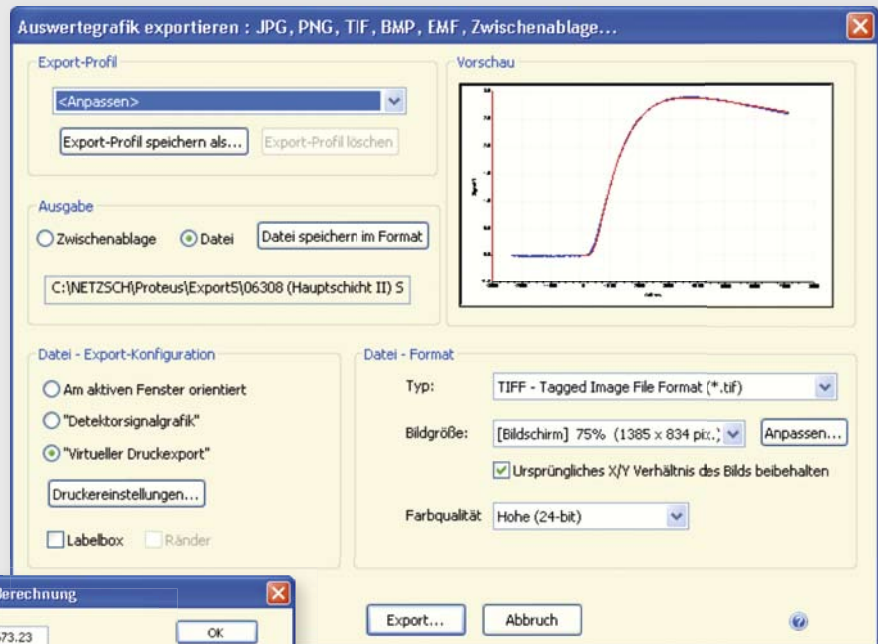 Auswertegrafik exportieren : JPG, PNG, TIF, BMP, EMF, Zwischenablage...
Export-Profil
<Anpassen>
Export-Profil speichern als...
Export-Profil löschen
Vorschau
Ausgabe
Zwischenablage
Datei
Datei speichern im Format
C:\NETZSCH\Proteus\Export5\06308 (Hauptschicht II) S
Datei - Export-Konfiguration
Am aktiven Fenster orientiert
"Detektorsignalgrafik"
"Virtueller Druckexport"
Druckereinstellungen...
Labelbox
Ränder
Datei - Format
Typ:
TIFF - Tagged Image File Format (*.tif)
Bildgröße:
[Bildschirm] 75% (1385 x 834 pix.)
Anpassen...
Ursprüngliches X/Y Verhältnis des Bilds beibehalten
Farbqualität
Hohe (24-bit)
Export...
Abbruch
Berechnung
573.23
OK